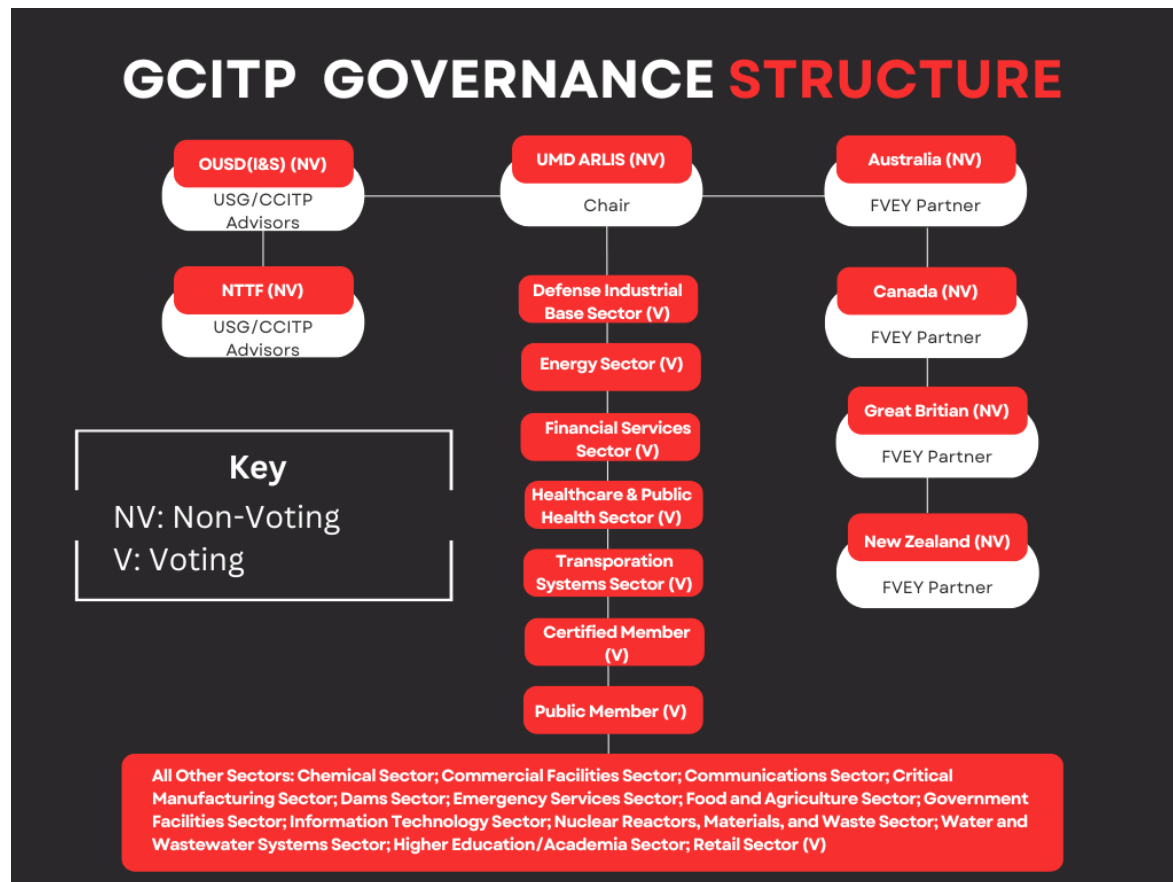 GCITP GOVERNANCE STRUCTURE
OUSD(I&S) (NV)
USG/CCITP
Advisors
NTTF (NV)
USG/CCITP
Advisors
UMD ARLIS (NV)
Chair
Defense Industrial
Base Sector (V)
Energy Sector (V)
Financial Services
Sector (V)
Healthcare & Public
Health Sector (V)
Transporation
Systems Sector (V)
Certified Member
(V)
Public Member (V)
Australia (NV)
FVEY Partner
Canada (NV)
FVEY Partner
Great Britian (NV)
FVEY Partner
New Zealand (NV)
FVEY Partner
Key
NV: Non-Voting
V: Voting
All Other Sectors: Chemical Sector; Commercial Facilities Sector; Communications Sector; Critical
Manufacturing Sector; Dams Sector; Emergency Services Sector; Food and Agriculture Sector; Government
Facilities Sector; Information Technology Sector; Nuclear Reactors, Materials, and Waste Sector; Water and
Wastewater Systems Sector; Higher Education/Academia Sector; Retail Sector (V)